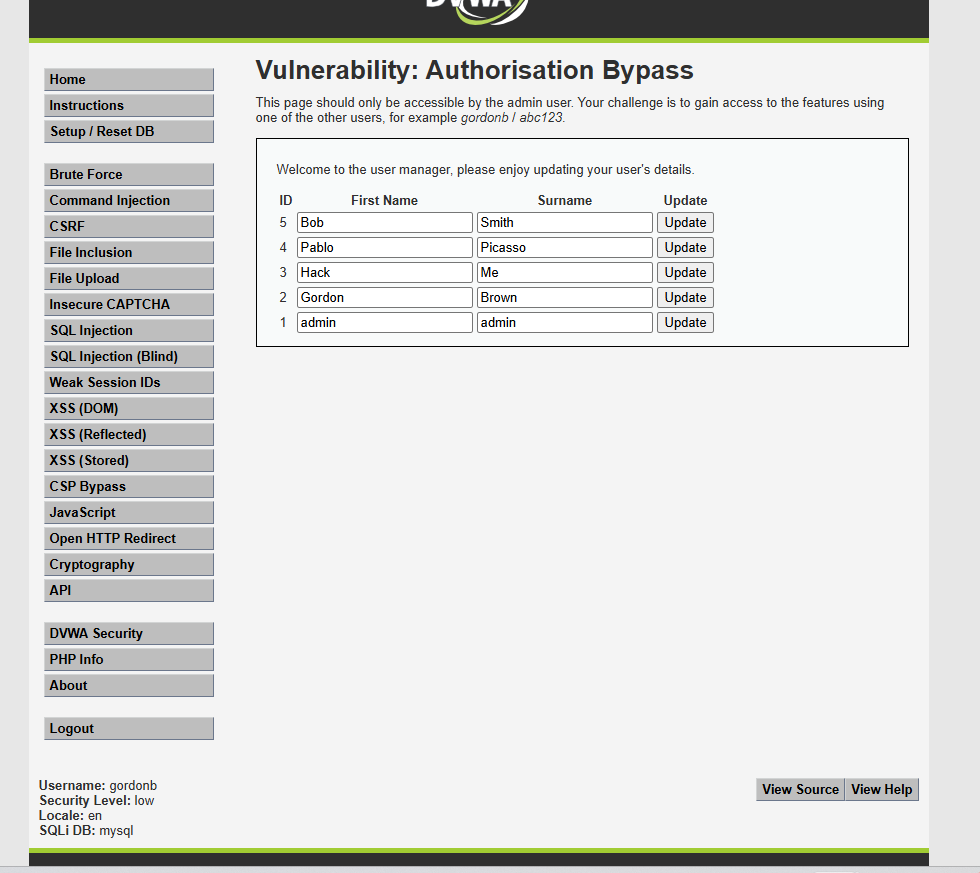 DVWA
Vulnerability: Authorisation Bypass
This page should only be accessible by the admin user. Your challenge is to gain access to the features using
one of the other users, for example gordonb / abc123.
Welcome to the user manager, please enjoy updating your user's details.
ID First Name Surname Update
5 Bob Smith Update
4 Pablo Picasso Update
3 Hack Me Update
2 Gordon Brown Update
1 admin admin Update
Home
Instructions
Setup / Reset DB
Brute Force
Command Injection
CSRF
File Inclusion
File Upload
Insecure CAPTCHA
SQL Injection
SQL Injection (Blind)
Weak Session IDs
XSS (DOM)
XSS (Reflected)
XSS (Stored)
CSP Bypass
JavaScript
Open HTTP Redirect
Cryptography
API
DVWA Security
PHP Info
About
Logout
Username: gordonb
Security Level: low
Locale: en
SQLi DB: mysql
View Source View Help